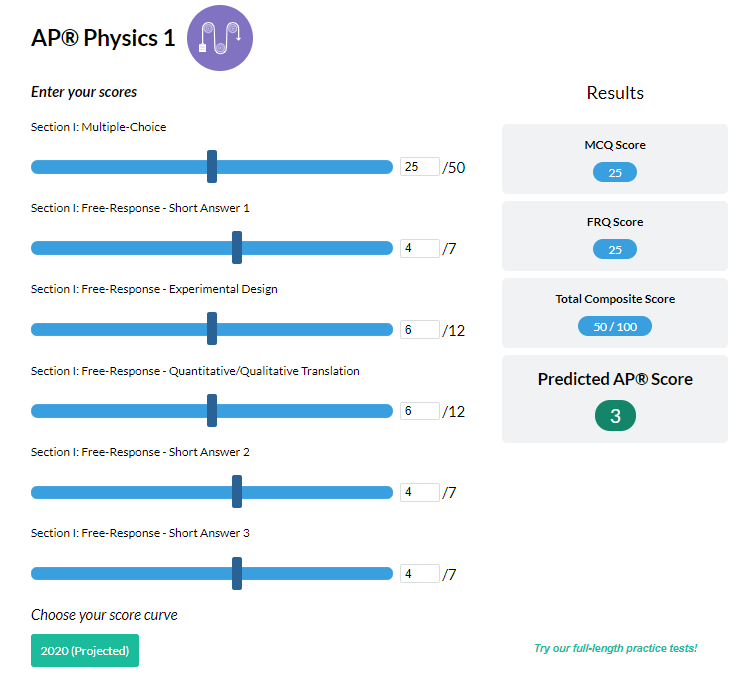 AP® Physics 1
Enter your scores
Section I: Multiple-Choice
25 /50
Section I: Free-Response - Short Answer 1
4 /7
Section I: Free-Response - Experimental Design
6 /12
Section I: Free-Response - Quantitative/Qualitative Translation
6 /12
Section I: Free-Response - Short Answer 2
4 /7
Section I: Free-Response - Short Answer 3
4 /7
Choose your score curve
2020 (Projected)
Results
MCQ Score
25
FRQ Score
25
Total Composite Score
50 / 100
Predicted AP® Score
3
Try our full-length practice tests!